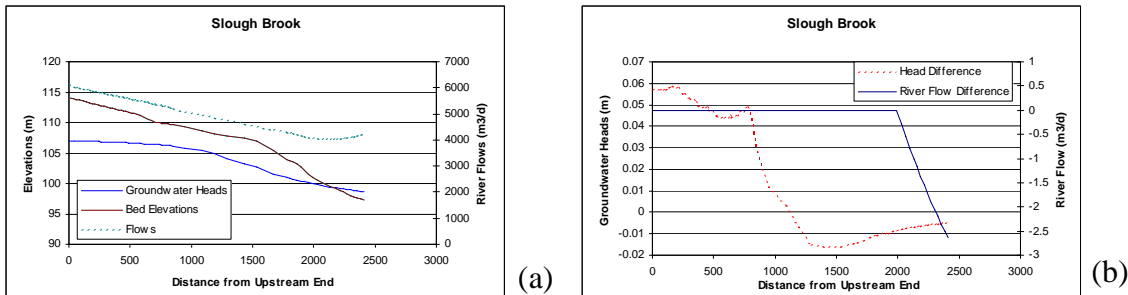 Slough Brook
120
115
110
105
100
95
90
7000
6000
5000
4000
3000
2000
1000
0
Elevations (m)
River Flows (m3/d)
Groundwater Heads
Bed Elevations
Flows
0 500 1000 1500 2000 2500 3000
Distance from Upstream End
(a)
Slough Brook
0.07
0.06
0.05
0.04
0.03
0.02
0.01
0
-0.01
-0.02
1
0.5
0
-0.5
-1
-1.5
-2
-2.5
-3
Groundwater Heads (m)
River Flow (m3/d)
Head Difference
River Flow Difference
0 500 1000 1500 2000 2500 3000
Distance from Upstream End
(b)